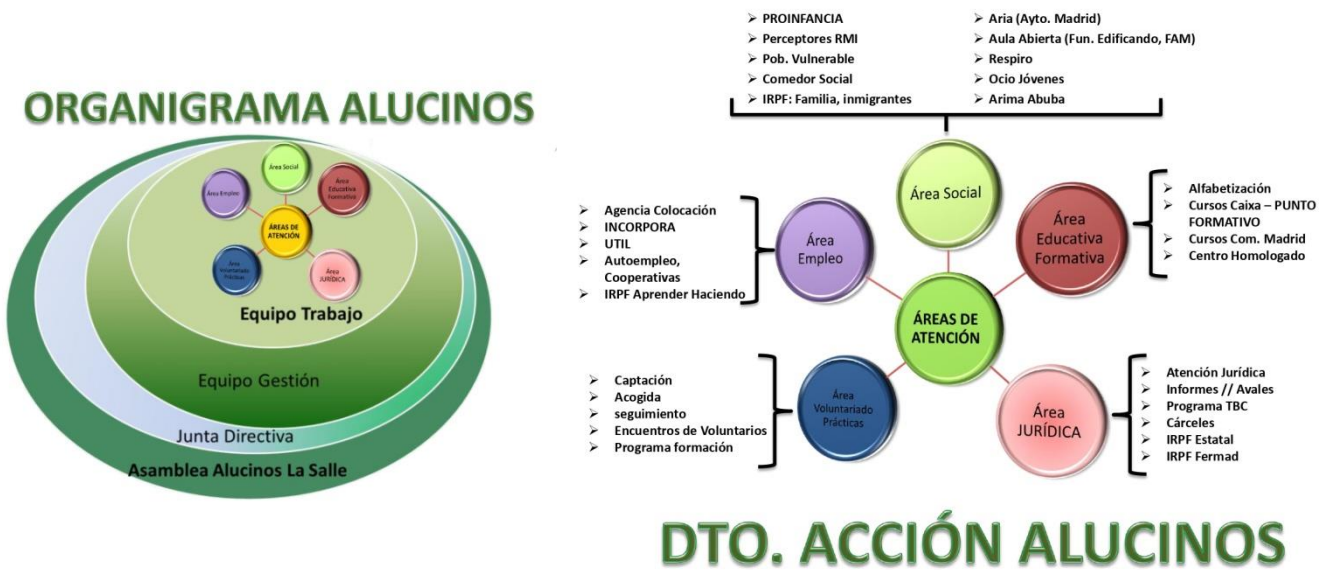 ORGANIGRAMA ALUCINOS
Área Social
Área Empleo
Área
Educativa
Formativa
ÁREAS DE
ATENCIÓN
Área
Voluntariado
Prácticas
Área
JURÍDICA
Equipo Trabajo
Equipo Gestión
Junta Directiva
Asamblea Alucinos La Salle
➢ PROINFANCIA
➢ Perceptores RMI
➢ Pob. Vulnerable
➢ Comedor Social
➢ IRPF: Familia, inmigrantes
➢ Aria (Ayto. Madrid)
➢ Aula Abierta (Fun. Edificando, FAM)
➢ Respiro
➢ Ocio Jóvenes
➢ Arima Abuba
Área Social
➢ Agencia Colocación
➢ INCORPORA
➢ UTIL
➢ Autoempleo,
Cooperativas
➢ IRPF Aprender Haciendo
Área
Empleo
Área
Educativa
Formativa
➢ Alfabetización
➢ Cursos Caixa – PUNTO
FORMATIVO
➢ Cursos Com. Madrid
➢ Centro Homologado
ÁREAS DE
ATENCIÓN
➢ Captación
➢ Acogida
➢ seguimiento
➢ Encuentros de Voluntarios
➢ Programa formación
Área
Voluntariado
Prácticas
Área
JURÍDICA
➢ Atención Jurídica
➢ Informes // Avales
➢ Programa TBC
➢ Cárceles
➢ IRPF Estatal
➢ IRPF Fermad
DTO. ACCIÓN ALUCINOS